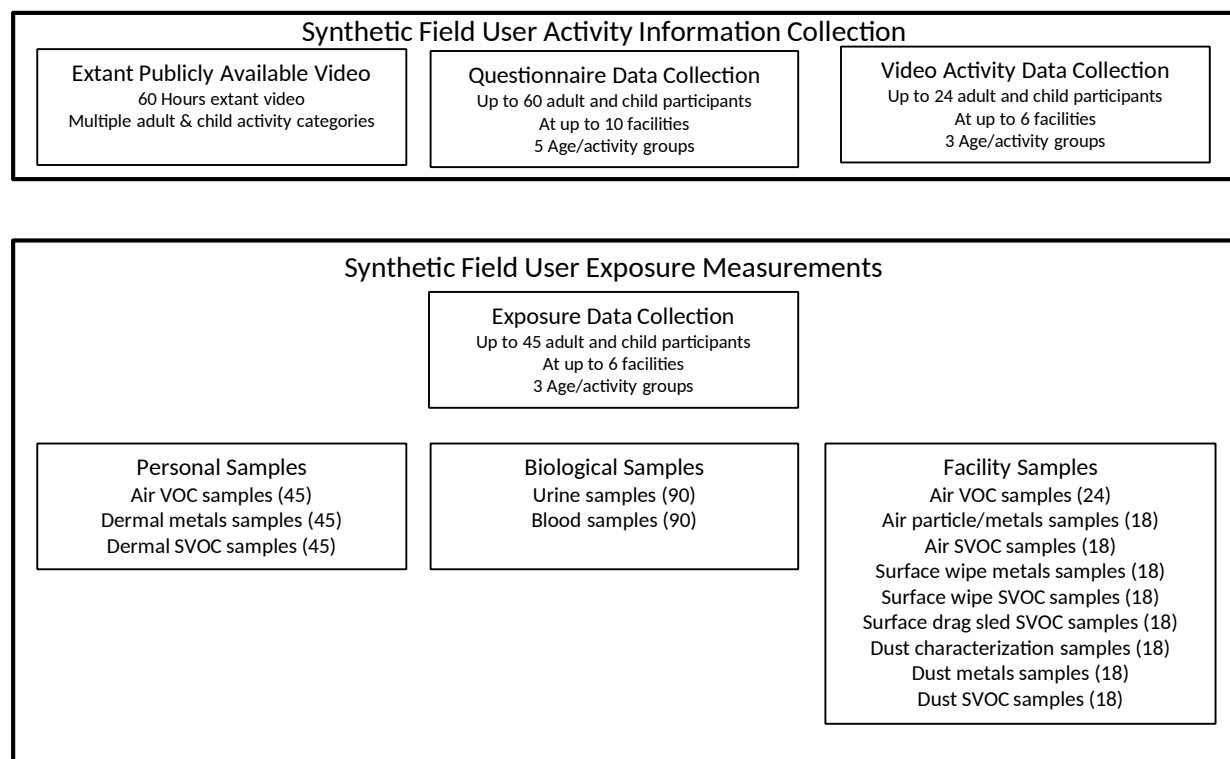 Synthetic Field User Activity Information Collection
Extant Publicly Available Video
60 Hours extant video
Multiple adult & child activity categories
Questionnaire Data Collection
Up to 60 adult and child participants
At up to 10 facilities
5 Age/activity groups
Video Activity Data Collection
Up to 24 adult and child participants
At up to 6 facilities
3 Age/activity groups
Synthetic Field User Exposure Measurements
Exposure Data Collection
Up to 45 adult and child participants
At up to 6 facilities
3 Age/activity groups
Personal Samples
Air VOC samples (45)
Dermal metals samples (45)
Dermal SVOC samples (45)
Biological Samples
Urine samples (90)
Blood samples (90)
Facility Samples
Air VOC samples (24)
Air particle/metals samples (18)
Air SVOC samples (18)
Surface wipe metals samples (18)
Surface wipe SVOC samples (18)
Surface drag sled SVOC samples (18)
Dust characterization samples (18)
Dust metals samples (18)
Dust SVOC samples (18)